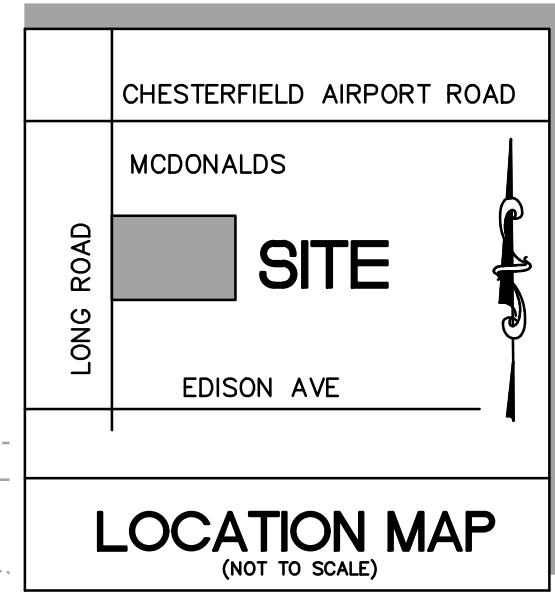 CHESTERFIELD AIRPORT ROAD
MCDONALDS
LONG ROAD
SITE
EDISON AVE
LOCATION MAP
(NOT TO SCALE)